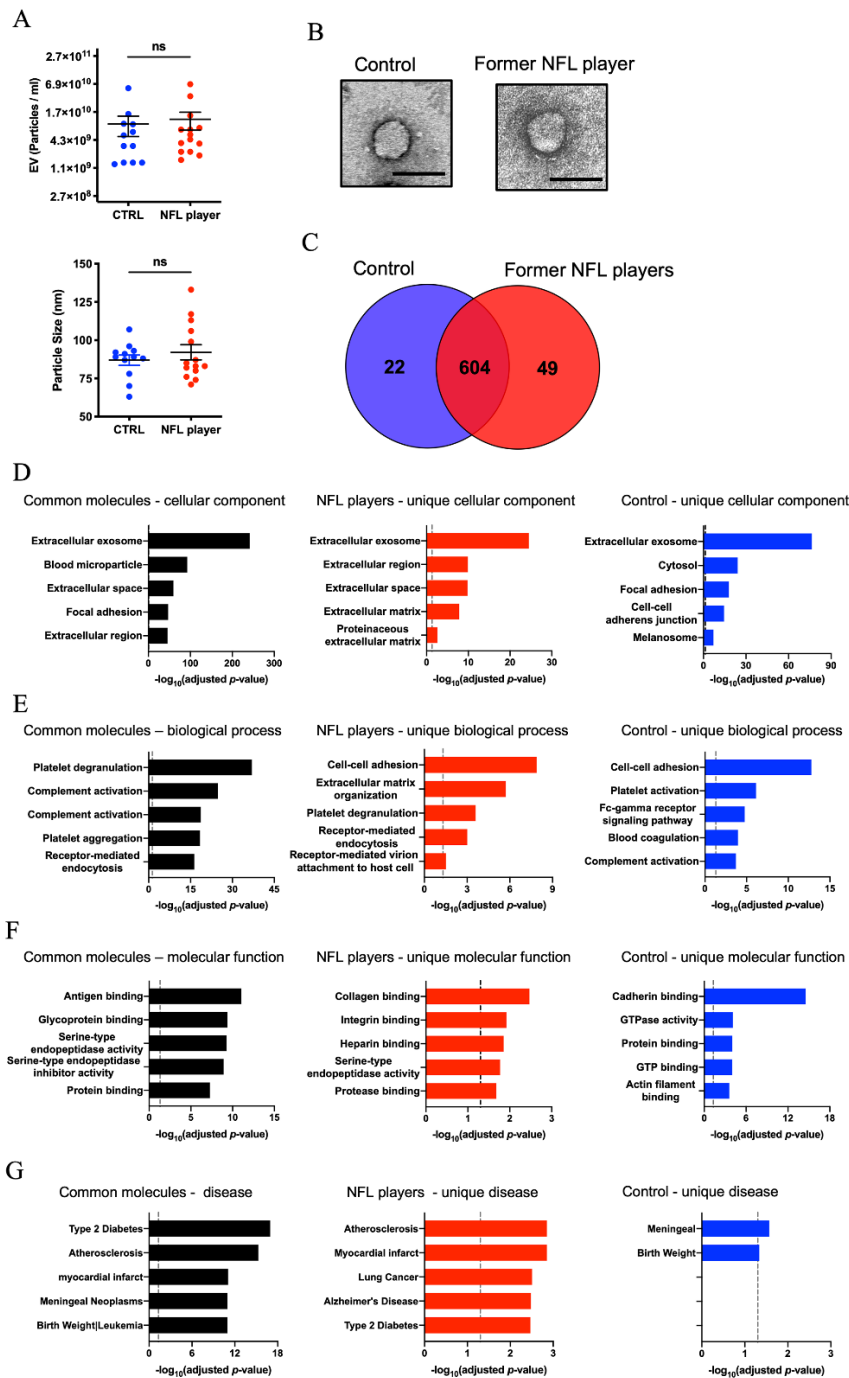 A
ns
2.7×10¹¹
6.9×10¹⁰
1.7×10¹⁰
4.3×10⁹
1.1×10⁹
2.7×10⁸
EV (Particles / ml)
CTRL
NFL player
ns
150
125
100
75
50
Particle Size (nm)
CTRL
NFL player
B
Control
Former NFL player
C
Control
Former NFL players
22
604
49
D
Common molecules - cellular component
Extracellular exosome
Blood microparticle
Extracellular space
Focal adhesion
Extracellular region
0 100 200 300
-log₁₀(adjusted p-value)
NFL players - unique cellular component
Extracellular exosome
Extracellular region
Extracellular space
Extracellular matrix
Proteinaceous
extracellular matrix
0 10 20 30
-log₁₀(adjusted p-value)
Control - unique cellular component
Extracellular exosome
Cytosol
Focal adhesion
Cell-cell
adherens junction
Melanosome
0 30 60 90
-log₁₀(adjusted p-value)
E
Common molecules – biological process
Platelet degranulation
Complement activation
Complement activation
Platelet aggregation
Receptor-mediated
endocytosis
0 15 30 45
-log₁₀(adjusted p-value)
NFL players - unique biological process
Cell-cell adhesion
Extracellular matrix
organization
Platelet degranulation
Receptor-mediated
endocytosis
Receptor-mediated virion
attachment to host cell
0 3 6 9
-log₁₀(adjusted p-value)
Control - unique biological process
Cell-cell adhesion
Platelet activation
Fc-gamma receptor
signaling pathway
Blood coagulation
Complement activation
0 5 10 15
-log₁₀(adjusted p-value)
F
Common molecules – molecular function
Antigen binding
Glycoprotein binding
Serine-type
endopeptidase activity
Serine-type endopeptidase
inhibitor activity
Protein binding
0 5 10 15
-log₁₀(adjusted p-value)
NFL players - unique molecular function
Collagen binding
Integrin binding
Heparin binding
Serine-type
endopeptidase activity
Protease binding
0 1 2 3
-log₁₀(adjusted p-value)
Control - unique molecular function
Cadherin binding
GTPase activity
Protein binding
GTP binding
Actin filament
binding
0 6 12 18
-log₁₀(adjusted p-value)
G
Common molecules - disease
Type 2 Diabetes
Atherosclerosis
myocardial infarct
Meningeal Neoplasms
Birth Weight|Leukemia
0 6 12 18
-log₁₀(adjusted p-value)
NFL players - unique disease
Atherosclerosis
Myocardial infarct
Lung Cancer
Alzheimer's Disease
Type 2 Diabetes
0 1 2 3
-log₁₀(adjusted p-value)
Control - unique disease
Meningeal
Birth Weight
0 1 2 3
-log₁₀(adjusted p-value)